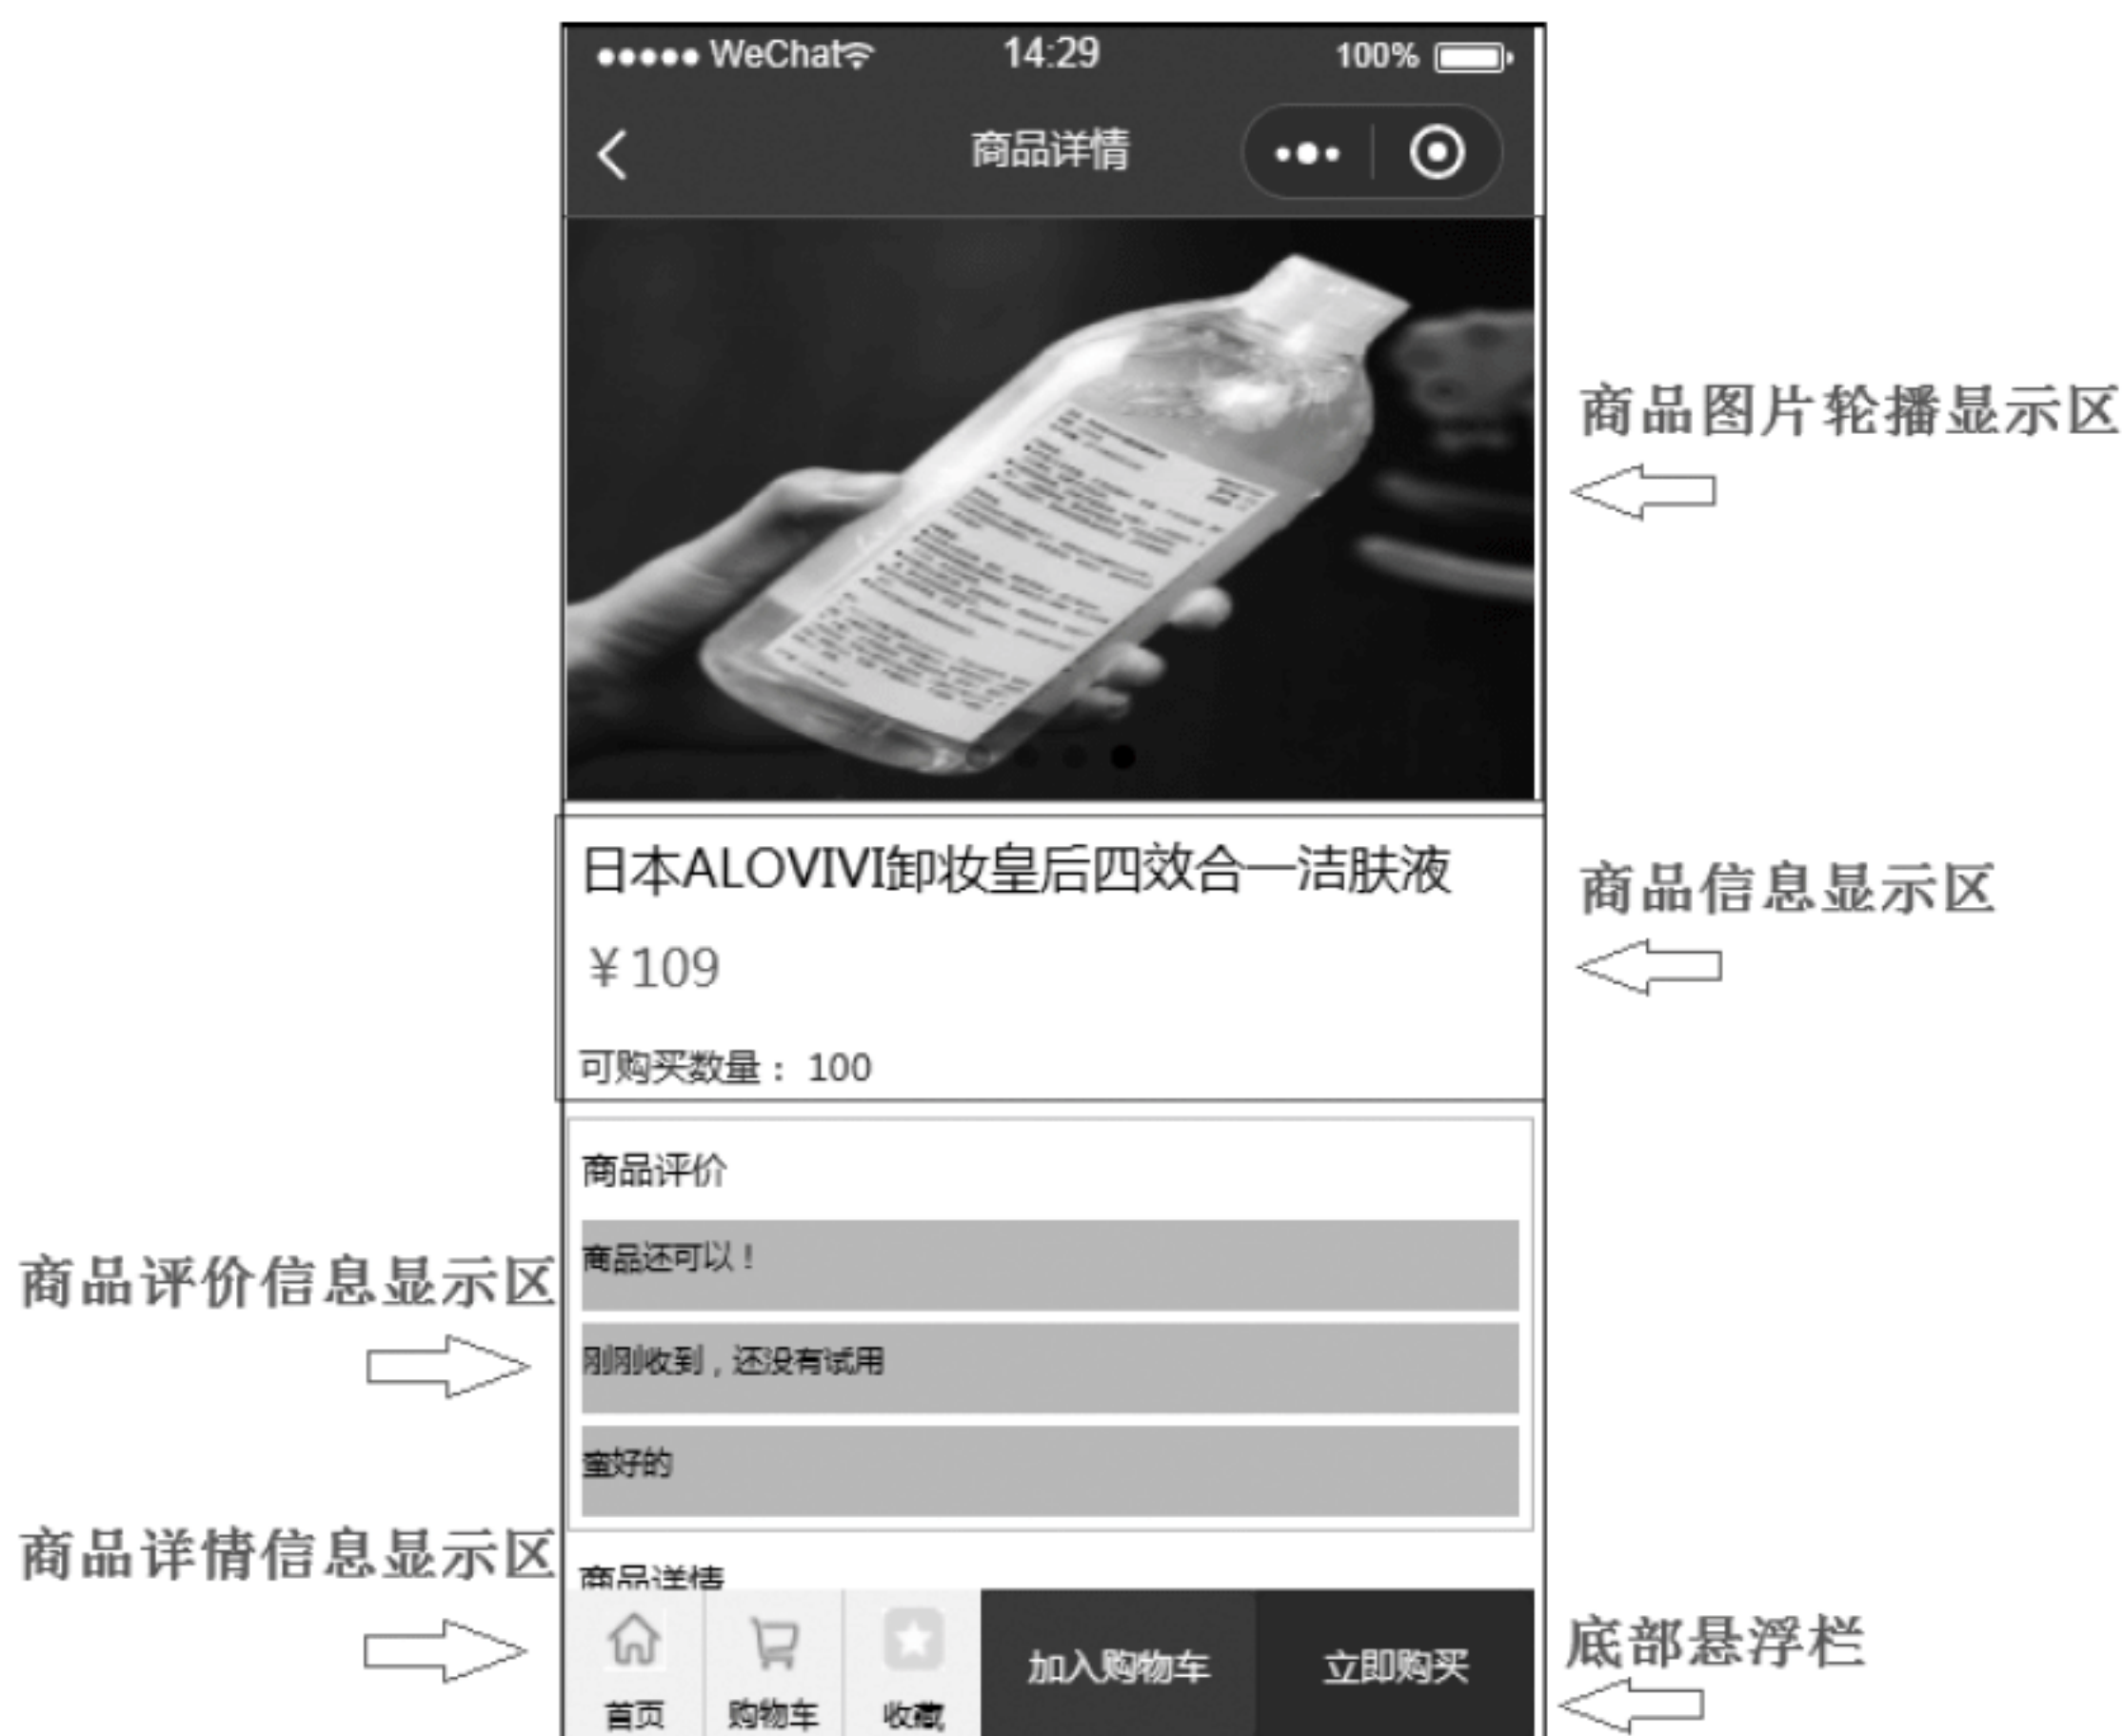 WeChat 14:29 100%
商品详情
商品图片轮播显示区
日本ALOVIVI卸妆皇后四效合一洁肤液
商品信息显示区
¥109
可购买数量：100
商品评价
商品还可以！
商品评价信息显示区
刚刚收到，还没有试用
蛮好的
商品详情信息显示区
商品详情
首页 购物车 收藏 加入购物车 立即购买
底部悬浮栏